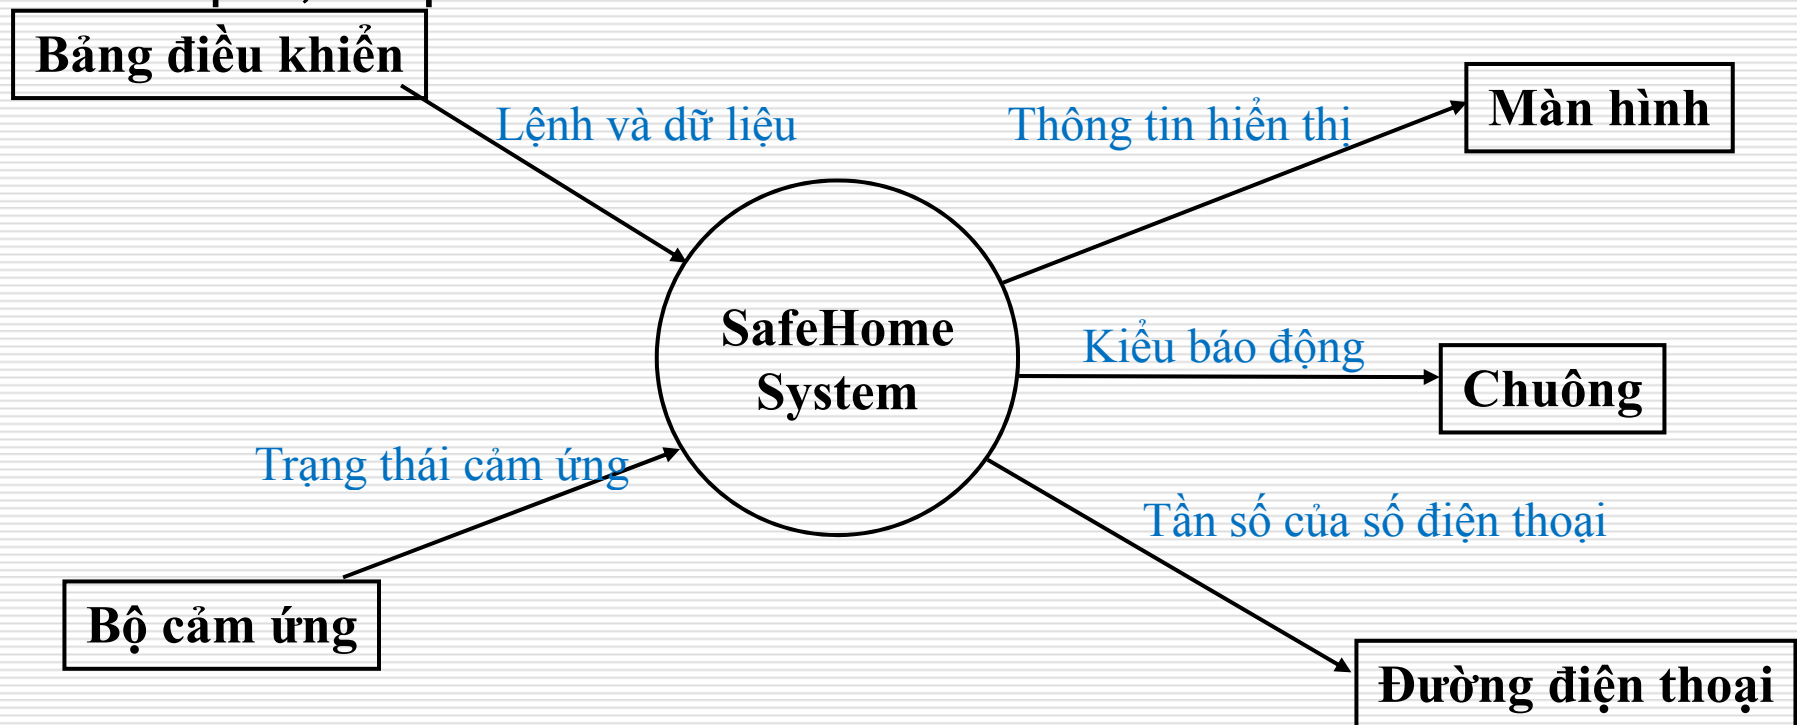 Bảng điều khiển
Màn hình
Lệnh và dữ liệu
Thông tin hiển thị
SafeHome
System
Kiểu báo động
Chuông
Trạng thái cảm ứng
Tần số của số điện thoại
Bộ cảm ứng
Đường điện thoại